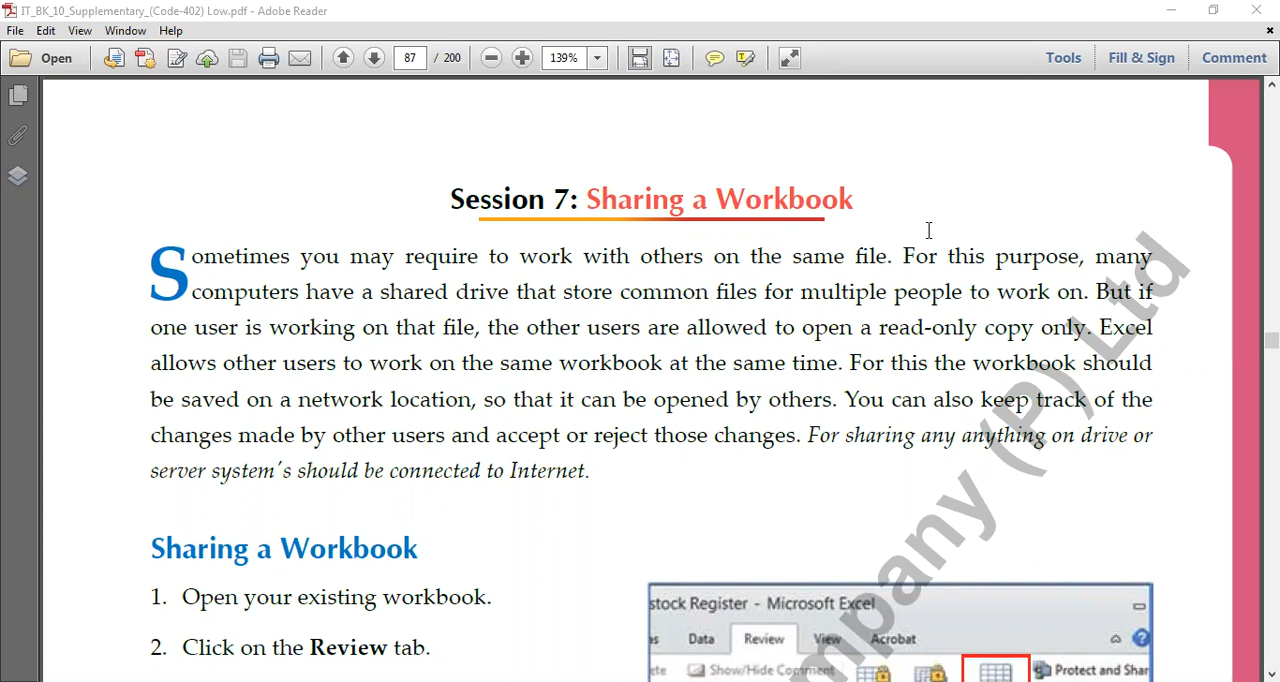 IT_BK_10_Supplementary_(Code-402) Low.pdf - Adobe Reader
File Edit View Window Help
Open 87 / 200 139% Tools Fill & Sign Comment
Session 7: Sharing a Workbook
Sometimes you may require to work with others on the same file. For this purpose, many
computers have a shared drive that store common files for multiple people to work on. But if
one user is working on that file, the other users are allowed to open a read-only copy only. Excel
allows other users to work on the same workbook at the same time. For this the workbook should
be saved on a network location, so that it can be opened by others. You can also keep track of the
changes made by other users and accept or reject those changes. For sharing any anything on drive or
server system's should be connected to Internet.
Sharing a Workbook
1. Open your existing workbook.
2. Click on the Review tab.
stock Register - Microsoft Excel
as Data Review View Acrobat
ete Show/Hide Comment Protect and Shar
mpany (P) Ltd